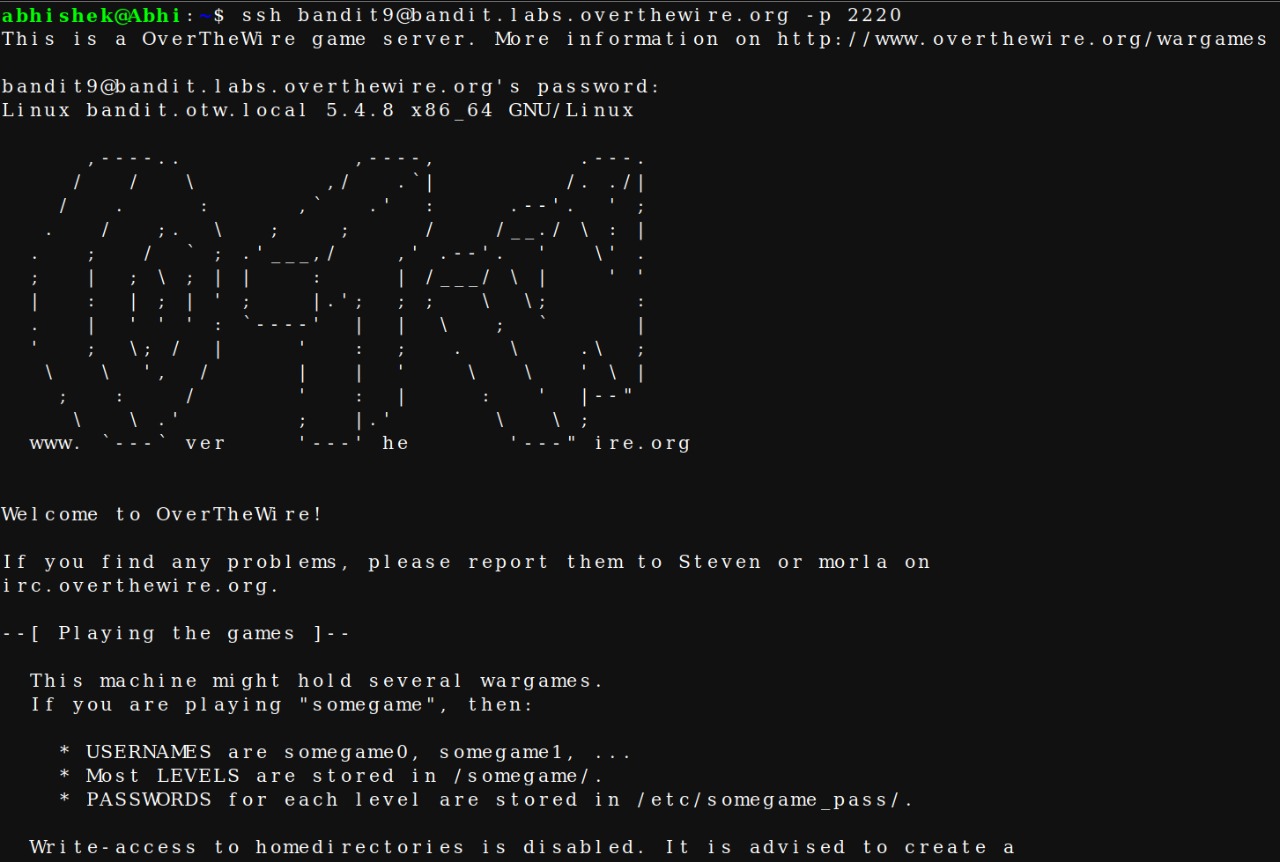 abhishek@Abhi:~$ ssh bandit9@bandit.labs.overthewire.org -p 2220
This is a OverTheWire game server. More information on http://www.overthewire.org/wargames
bandit9@bandit.labs.overthewire.org's password:
Linux bandit.otw.local 5.4.8 x86_64 GNU/Linux
      ,----..            ,----,          .---.
     /   /   \         ,/   .`|         /. ./|
    /   .     :      ,`   .'  :     .--'.  ' ;
   .   /   ;.  \   ;    ;     /    /__./ \ : |
  .   ;   /  ` ; .'___,/    ,' .--'.  '   \' .
  ;   |  ; \ ; | |    :     | /___/ \ |    ' '
  |   :  | ; | ' ;    |.';  ; ;   \  \;      :
  .   |  ' ' ' : `----'  |  |  \   ;  `      |
  '   ;  \; /  |     '   :  ;   .   \    .\  ;
   \   \  ',  /      |   |  '    \   \   ' \ |
    ;   :    /       '   :  |     :   '  |--"
     \   \ .'        ;   |.'       \   \ ;
  www. `---` ver     '---' he       '---" ire.org
Welcome to OverTheWire!
If you find any problems, please report them to Steven or morla on
irc.overthewire.org.
--[ Playing the games ]--
  This machine might hold several wargames.
  If you are playing "somegame", then:
    * USERNAMES are somegame0, somegame1, ...
    * Most LEVELS are stored in /somegame/.
    * PASSWORDS for each level are stored in /etc/somegame_pass/.
  Write-access to homedirectories is disabled. It is advised to create a